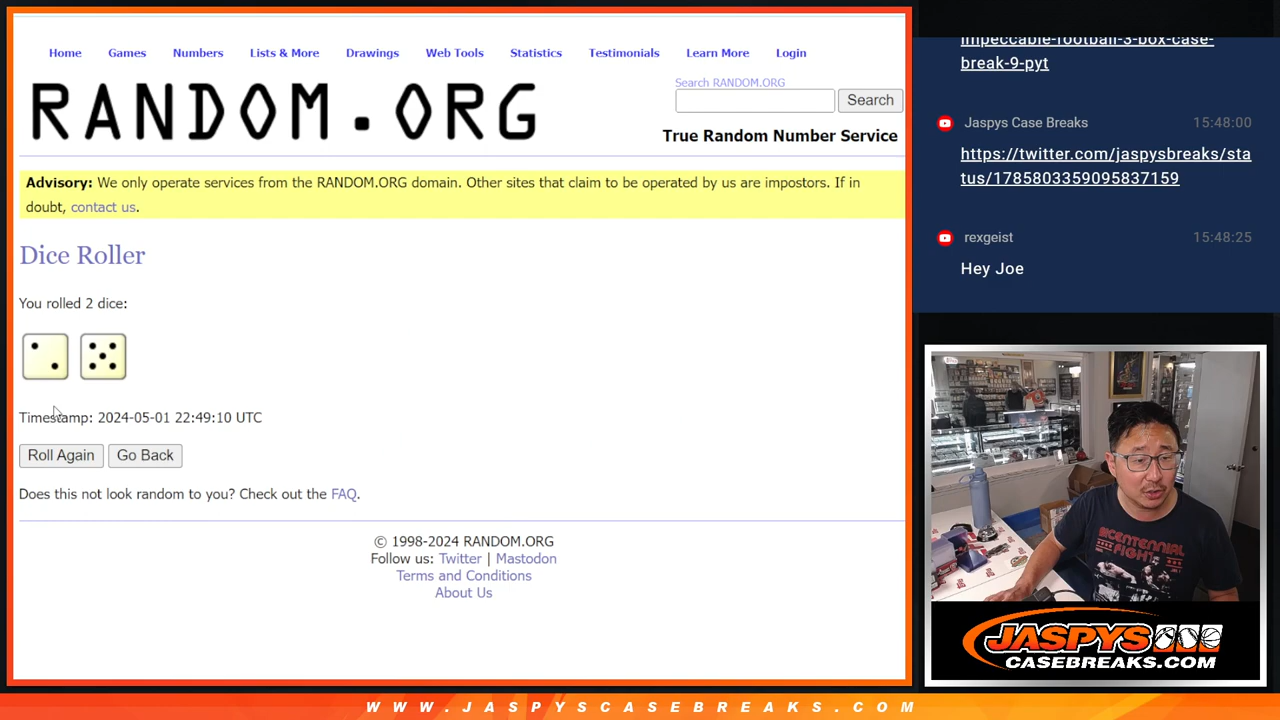 Home Games Numbers Lists & More Drawings Web Tools Statistics Testimonials Learn More Login
RANDOM.ORG
Search RANDOM.ORG
Search
True Random Number Service
Advisory: We only operate services from the RANDOM.ORG domain. Other sites that claim to be operated by us are impostors. If in
doubt, contact us.
Dice Roller
You rolled 2 dice:
Timestamp: 2024-05-01 22:49:10 UTC
Roll Again Go Back
Does this not look random to you? Check out the FAQ.
© 1998-2024 RANDOM.ORG
Follow us: Twitter | Mastodon
Terms and Conditions
About Us
impeccable-football-3-box-case-
break-9-pyt
Jaspys Case Breaks 15:48:00
https://twitter.com/jaspysbreaks/sta
tus/1785803359095837159
rexgeist 15:48:25
Hey Joe
BICENTENNIAL
FIGHT
JASPYS
CASEBREAKS.COM
WWW.JASPYSCASEBREAKS.COM